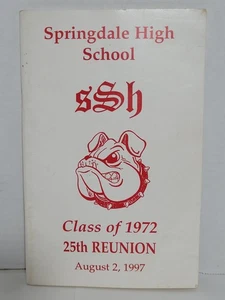 Springdale High
School
sSh
Class of 1972
25th REUNION
August 2, 1997